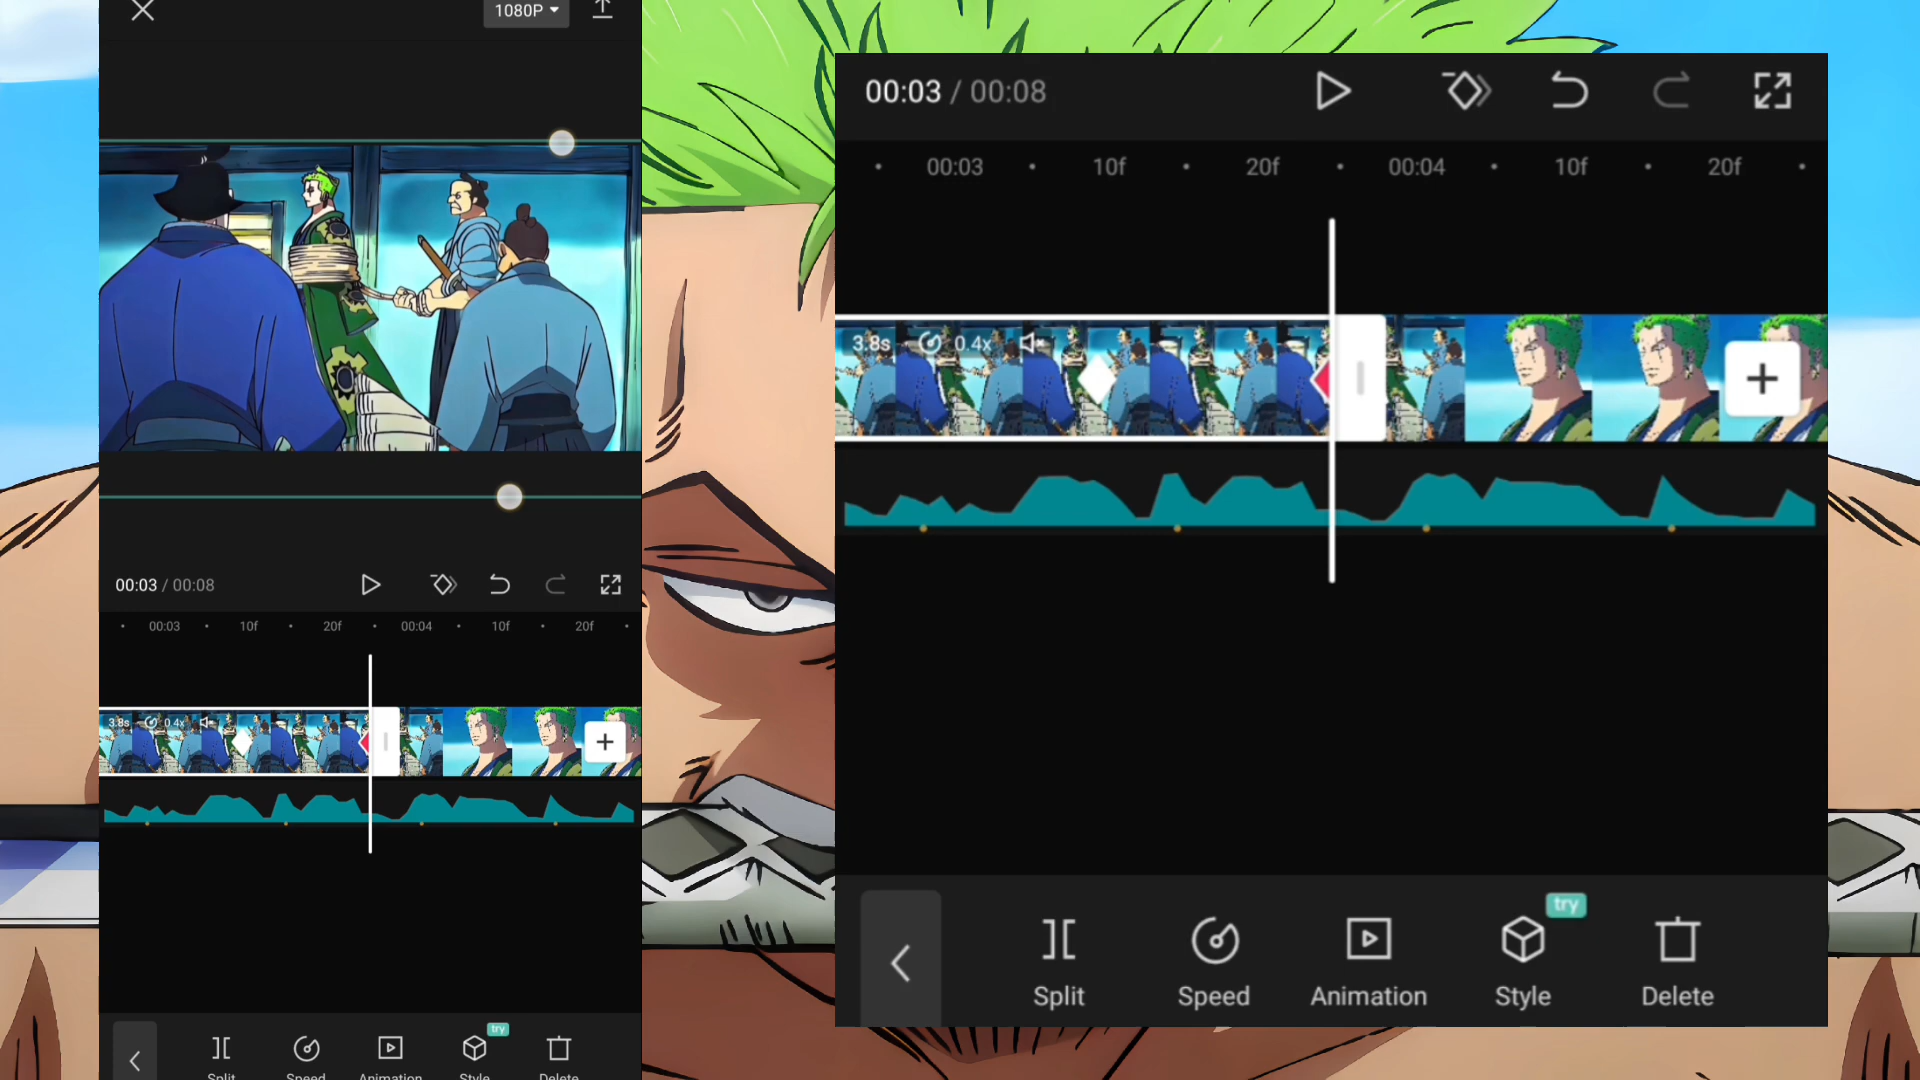 1080P
00:03 / 00:08
00:03 10f 20f 00:04 10f 20f
3.8s 0.4x
try
Split Speed Animation Style Delete
00:03 / 00:08
00:03 10f 20f 00:04 10f 20f
3.8s 0.4x
try
Split Speed Animation Style Delete